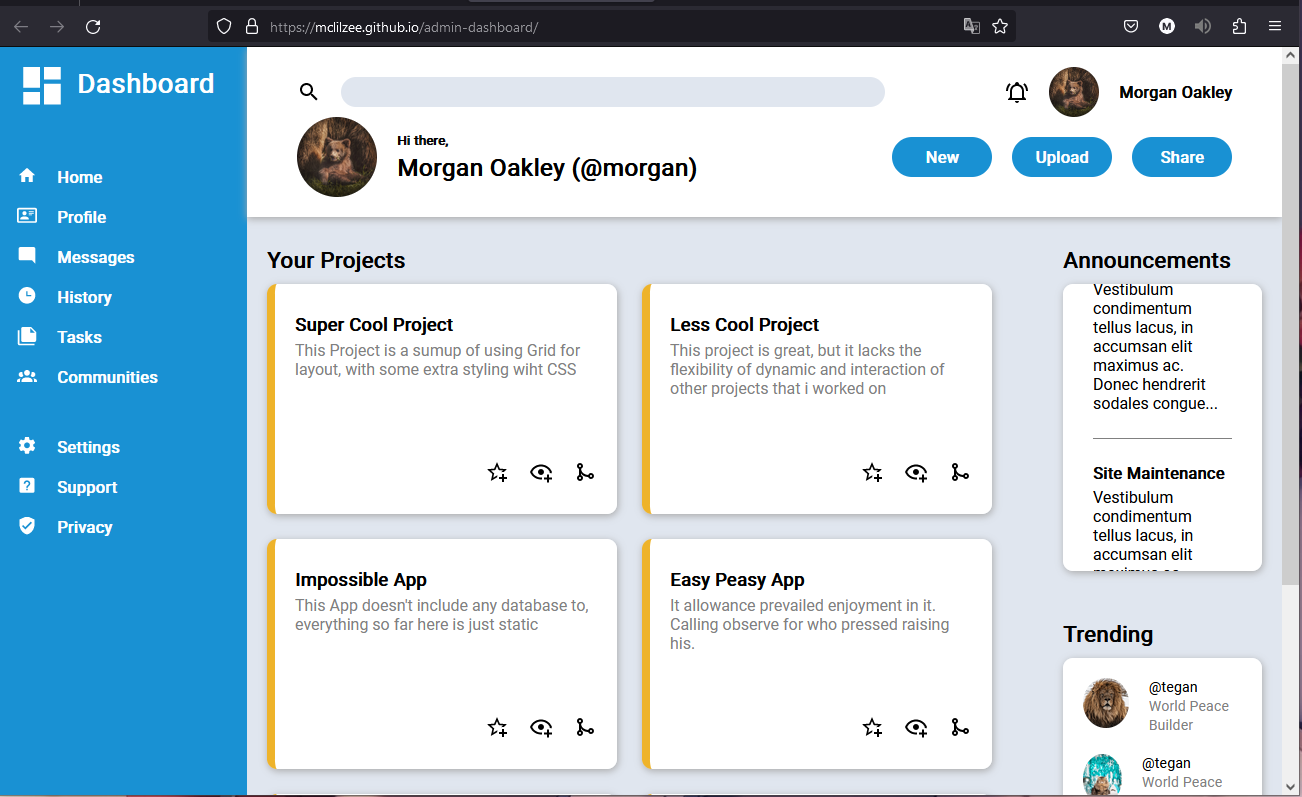 https://mclilzee.github.io/admin-dashboard/
M
Dashboard
Morgan Oakley
Hi there,
Morgan Oakley (@morgan)
New
Upload
Share
Home
Profile
Messages
History
Tasks
Communities
Settings
Support
Privacy
Your Projects
Super Cool Project
This Project is a sumup of using Grid for
layout, with some extra styling wiht CSS
Less Cool Project
This project is great, but it lacks the
flexibility of dynamic and interaction of
other projects that i worked on
Impossible App
This App doesn't include any database to,
everything so far here is just static
Easy Peasy App
It allowance prevailed enjoyment in it.
Calling observe for who pressed raising
his.
Announcements
Vestibulum
condimentum
tellus lacus, in
accumsan elit
maximus ac.
Donec hendrerit
sodales congue...
Site Maintenance
Vestibulum
condimentum
tellus lacus, in
accumsan elit
Trending
@tegan
World Peace
Builder
@tegan
World Peace